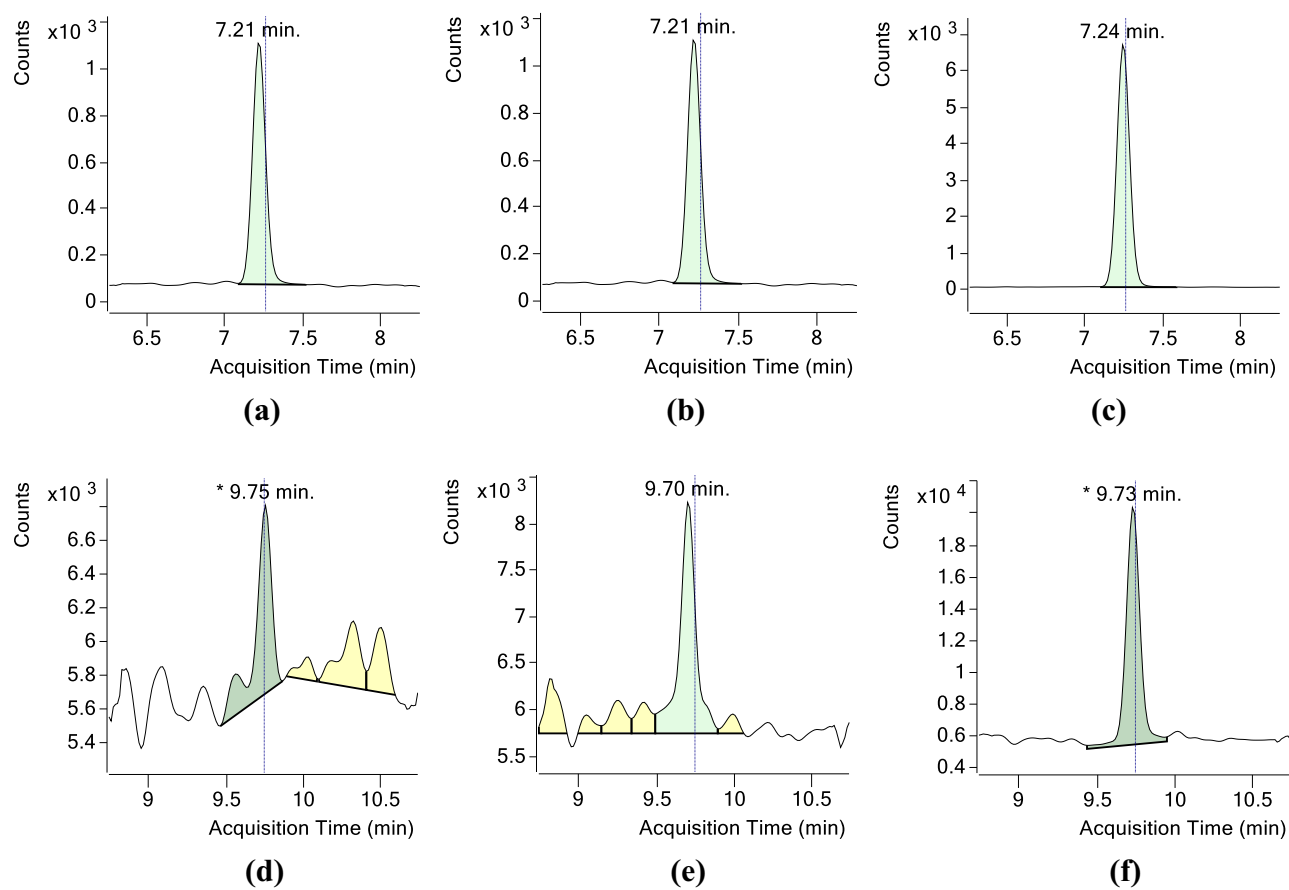 Counts
x10 3
7.21 min.
1
0.8
0.6
0.4
0.2
0
6.5 7 7.5 8
Acquisition Time (min)
(a)
Counts
x10 3
7.21 min.
1
0.8
0.6
0.4
0.2
0
6.5 7 7.5 8
Acquisition Time (min)
(b)
Counts
x10 3
7.24 min.
6
5
4
3
2
1
0
6.5 7 7.5 8
Acquisition Time (min)
(c)
Counts
x10 3
* 9.75 min.
6.6
6.4
6.2
6
5.8
5.6
5.4
9 9.5 10 10.5
Acquisition Time (min)
(d)
Counts
x10 3
9.70 min.
8
7.5
7
6.5
6
5.5
9 9.5 10 10.5
Acquisition Time (min)
(e)
Counts
x10 4
* 9.73 min.
1.8
1.6
1.4
1.2
1
0.8
0.6
0.4
9 9.5 10 10.5
Acquisition Time (min)
(f)